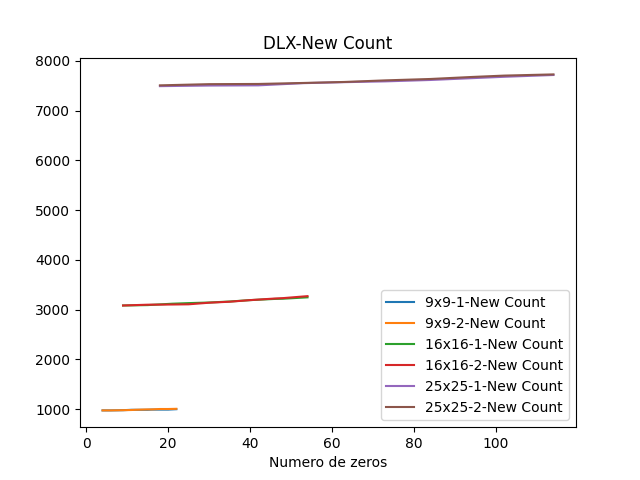 DLX-New Count
8000
7000
6000
5000
4000
3000
2000
1000
0 20 40 60 80 100
Numero de zeros
9x9-1-New Count
9x9-2-New Count
16x16-1-New Count
16x16-2-New Count
25x25-1-New Count
25x25-2-New Count